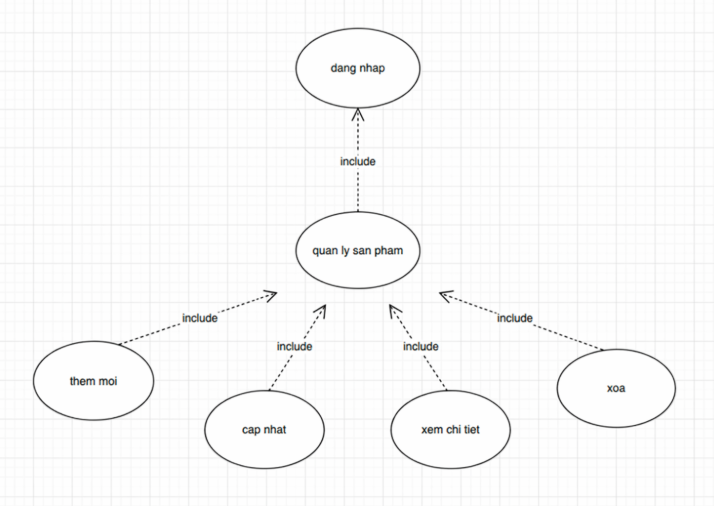 dang nhap
include
quan ly san pham
include
include
include
include
them moi
cap nhat
xem chi tiet
xoa